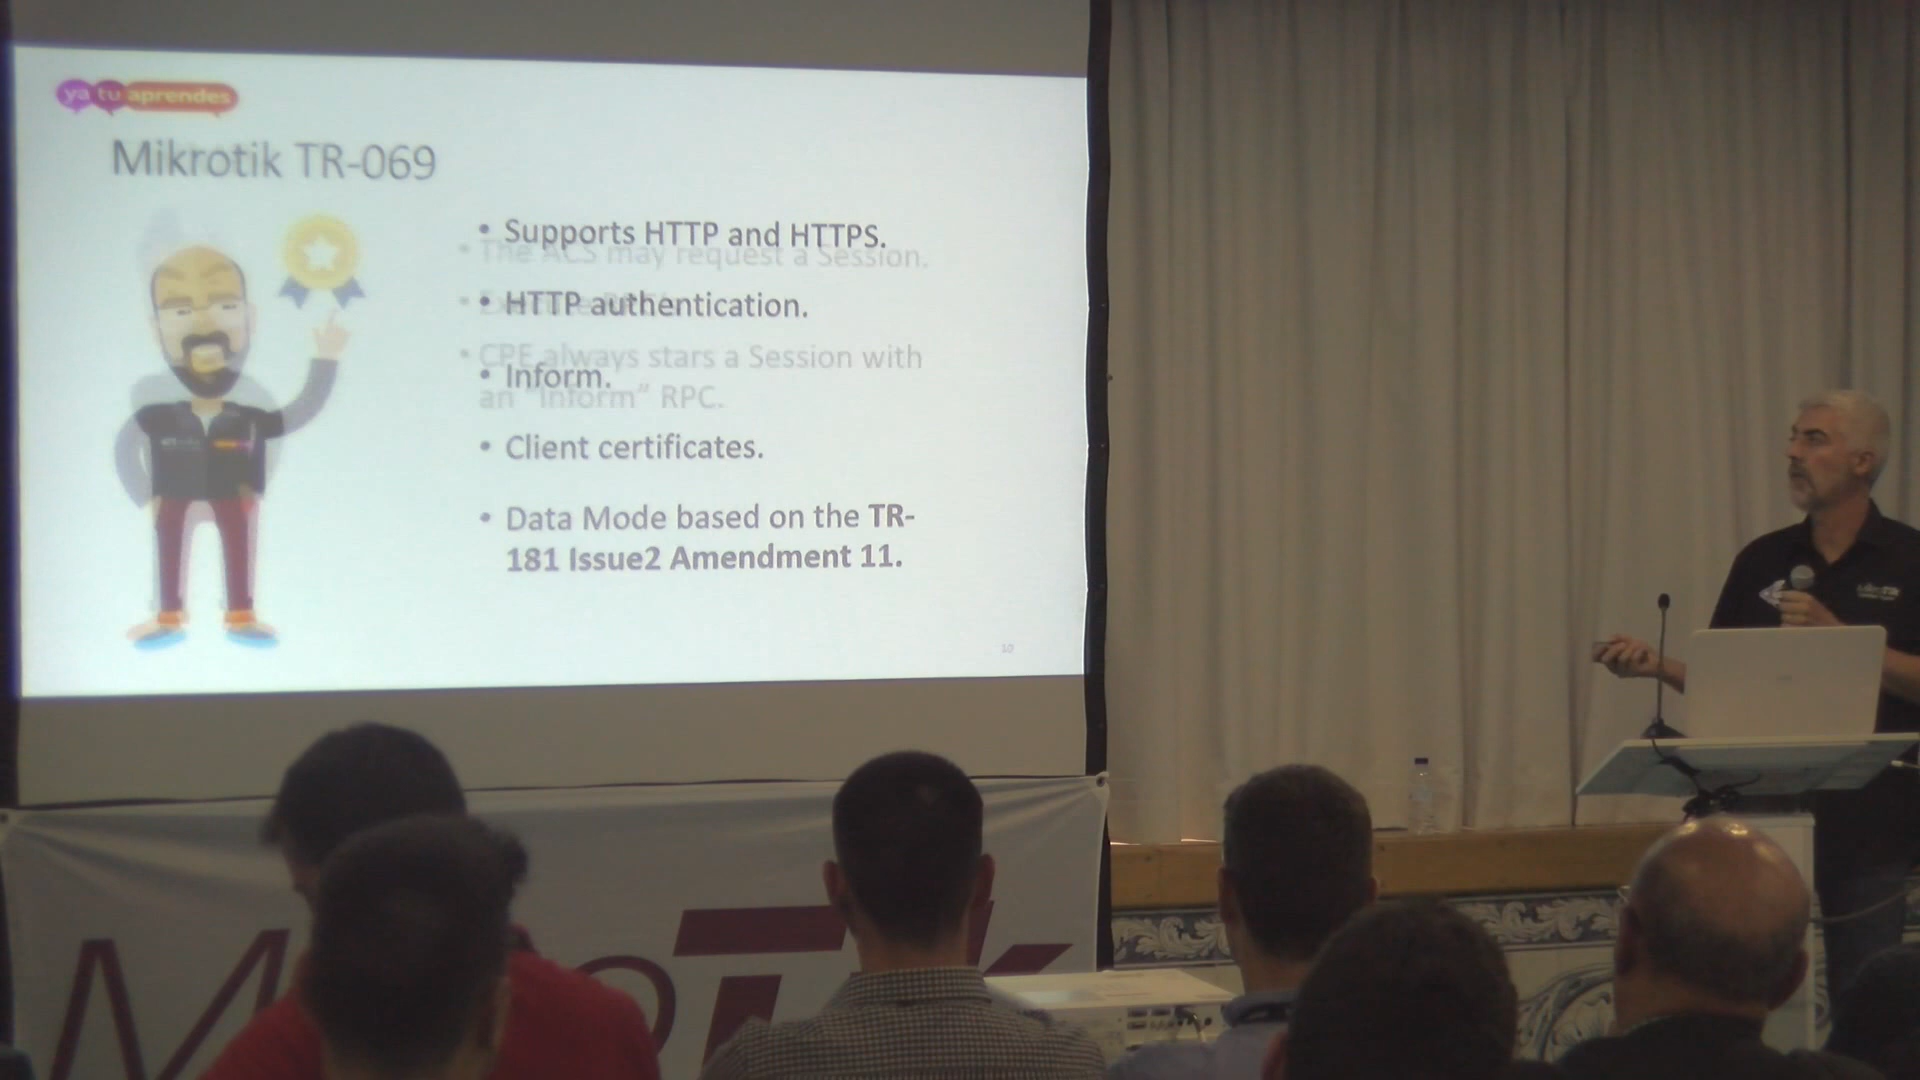 ya tu aprendes
Mikrotik TR-069
• Supports HTTP and HTTPS.
• The ACS may request a Session.
• HTTP authentication.
• CPE always stars a Session with
• Inform.
an "Inform" RPC.
• Client certificates.
• Data Mode based on the TR-
181 Issue2 Amendment 11.
10